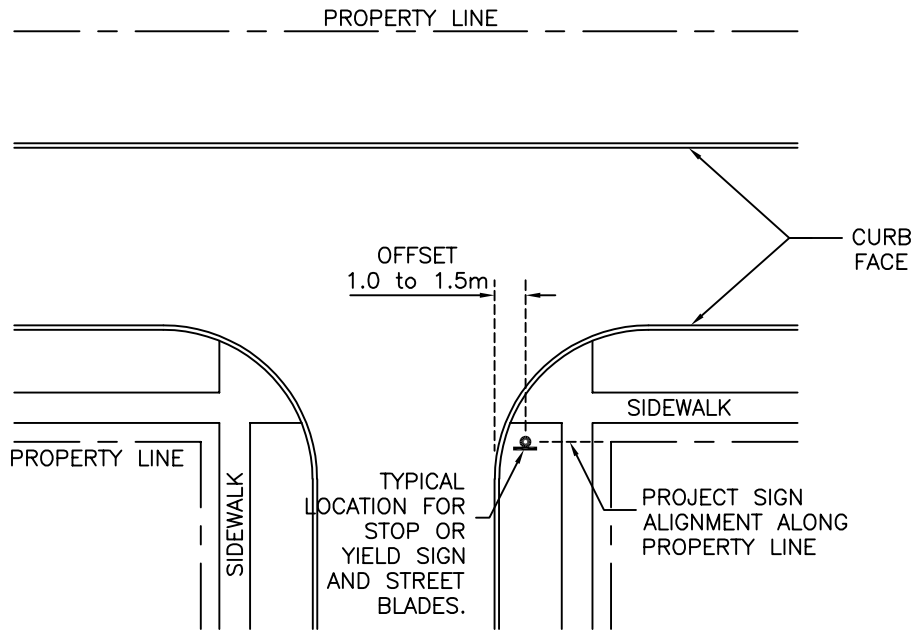 PROPERTY LINE
CURB
FACE
OFFSET
1.0 to 1.5m
SIDEWALK
PROPERTY LINE
SIDEWALK
TYPICAL
LOCATION FOR
STOP OR
YIELD SIGN
AND STREET
BLADES.
PROJECT SIGN
ALIGNMENT ALONG
PROPERTY LINE